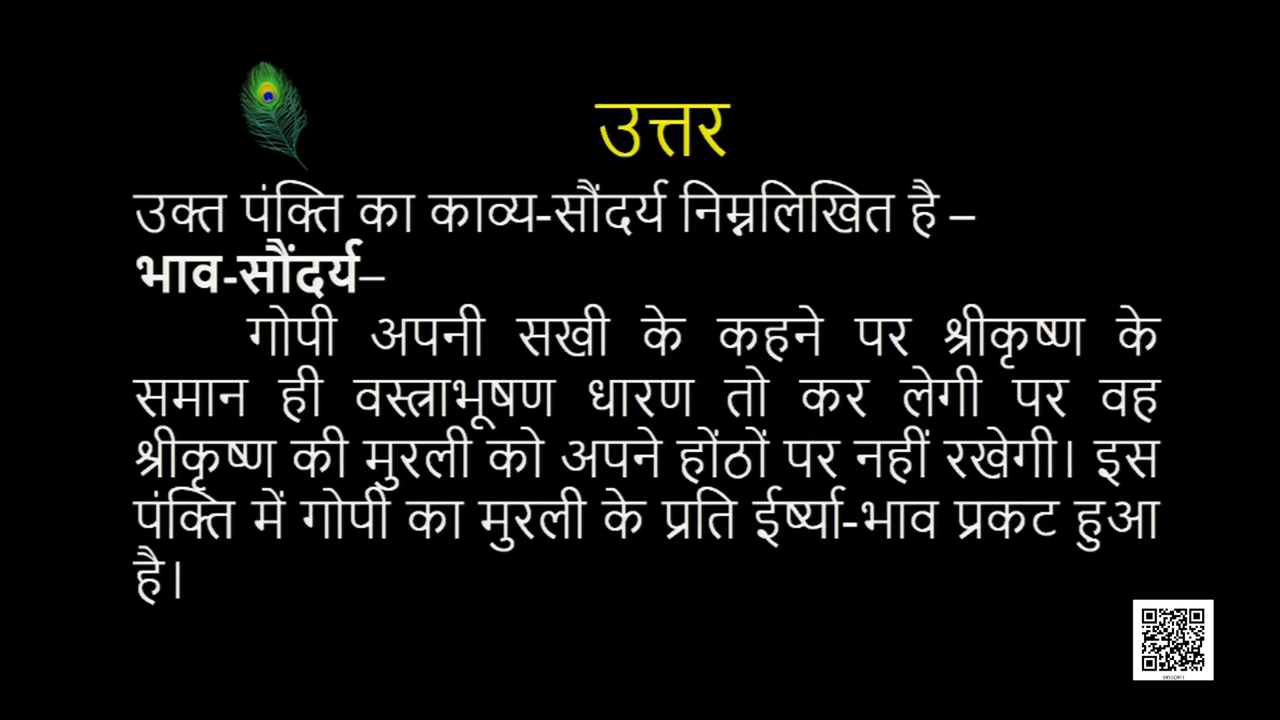 उत्तर
उक्त पंक्ति का काव्य-सौंदर्य निम्नलिखित है –
भाव-सौंदर्य–
गोपी अपनी सखी के कहने पर श्रीकृष्ण के
समान ही वस्त्राभूषण धारण तो कर लेगी पर वह
श्रीकृष्ण की मुरली को अपने होंठों पर नहीं रखेगी। इस
पंक्ति में गोपी का मुरली के प्रति ईर्ष्या-भाव प्रकट हुआ
है।